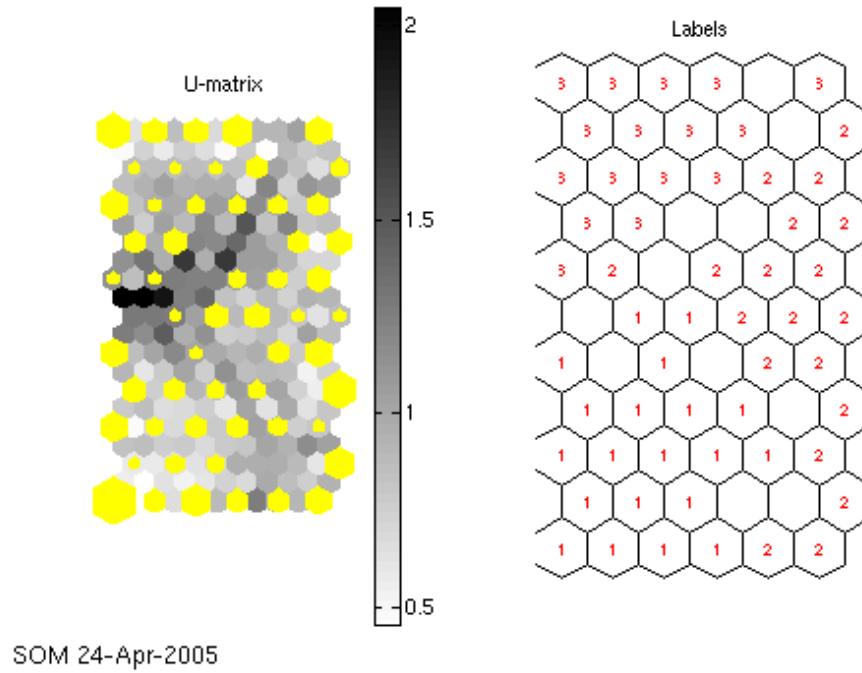 U-matrix
2
1.5
1
0.5
Labels
3 3 3 3 3
3 3 3 3 2
3 3 3 3 2 2
3 3 2 2
3 2 2 2 2
1 1 2 2 2
1 1 2 2
1 1 1 1 2
1 1 1 1 1 2
1 1 1 2
1 1 1 1 2 2
SOM 24-Apr-2005